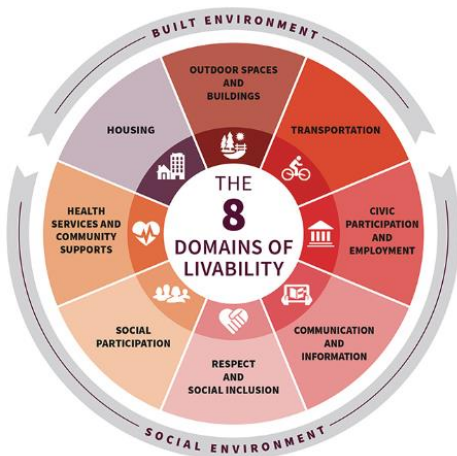 BUILT ENVIRONMENT
OUTDOOR SPACES
AND
BUILDINGS
HOUSING
TRANSPORTATION
THE
8
DOMAINS OF
LIVABILITY
HEALTH
SERVICES AND
COMMUNITY
SUPPORTS
CIVIC
PARTICIPATION
AND
EMPLOYMENT
SOCIAL
PARTICIPATION
COMMUNICATION
AND
INFORMATION
RESPECT
AND
SOCIAL INCLUSION
SOCIAL ENVIRONMENT